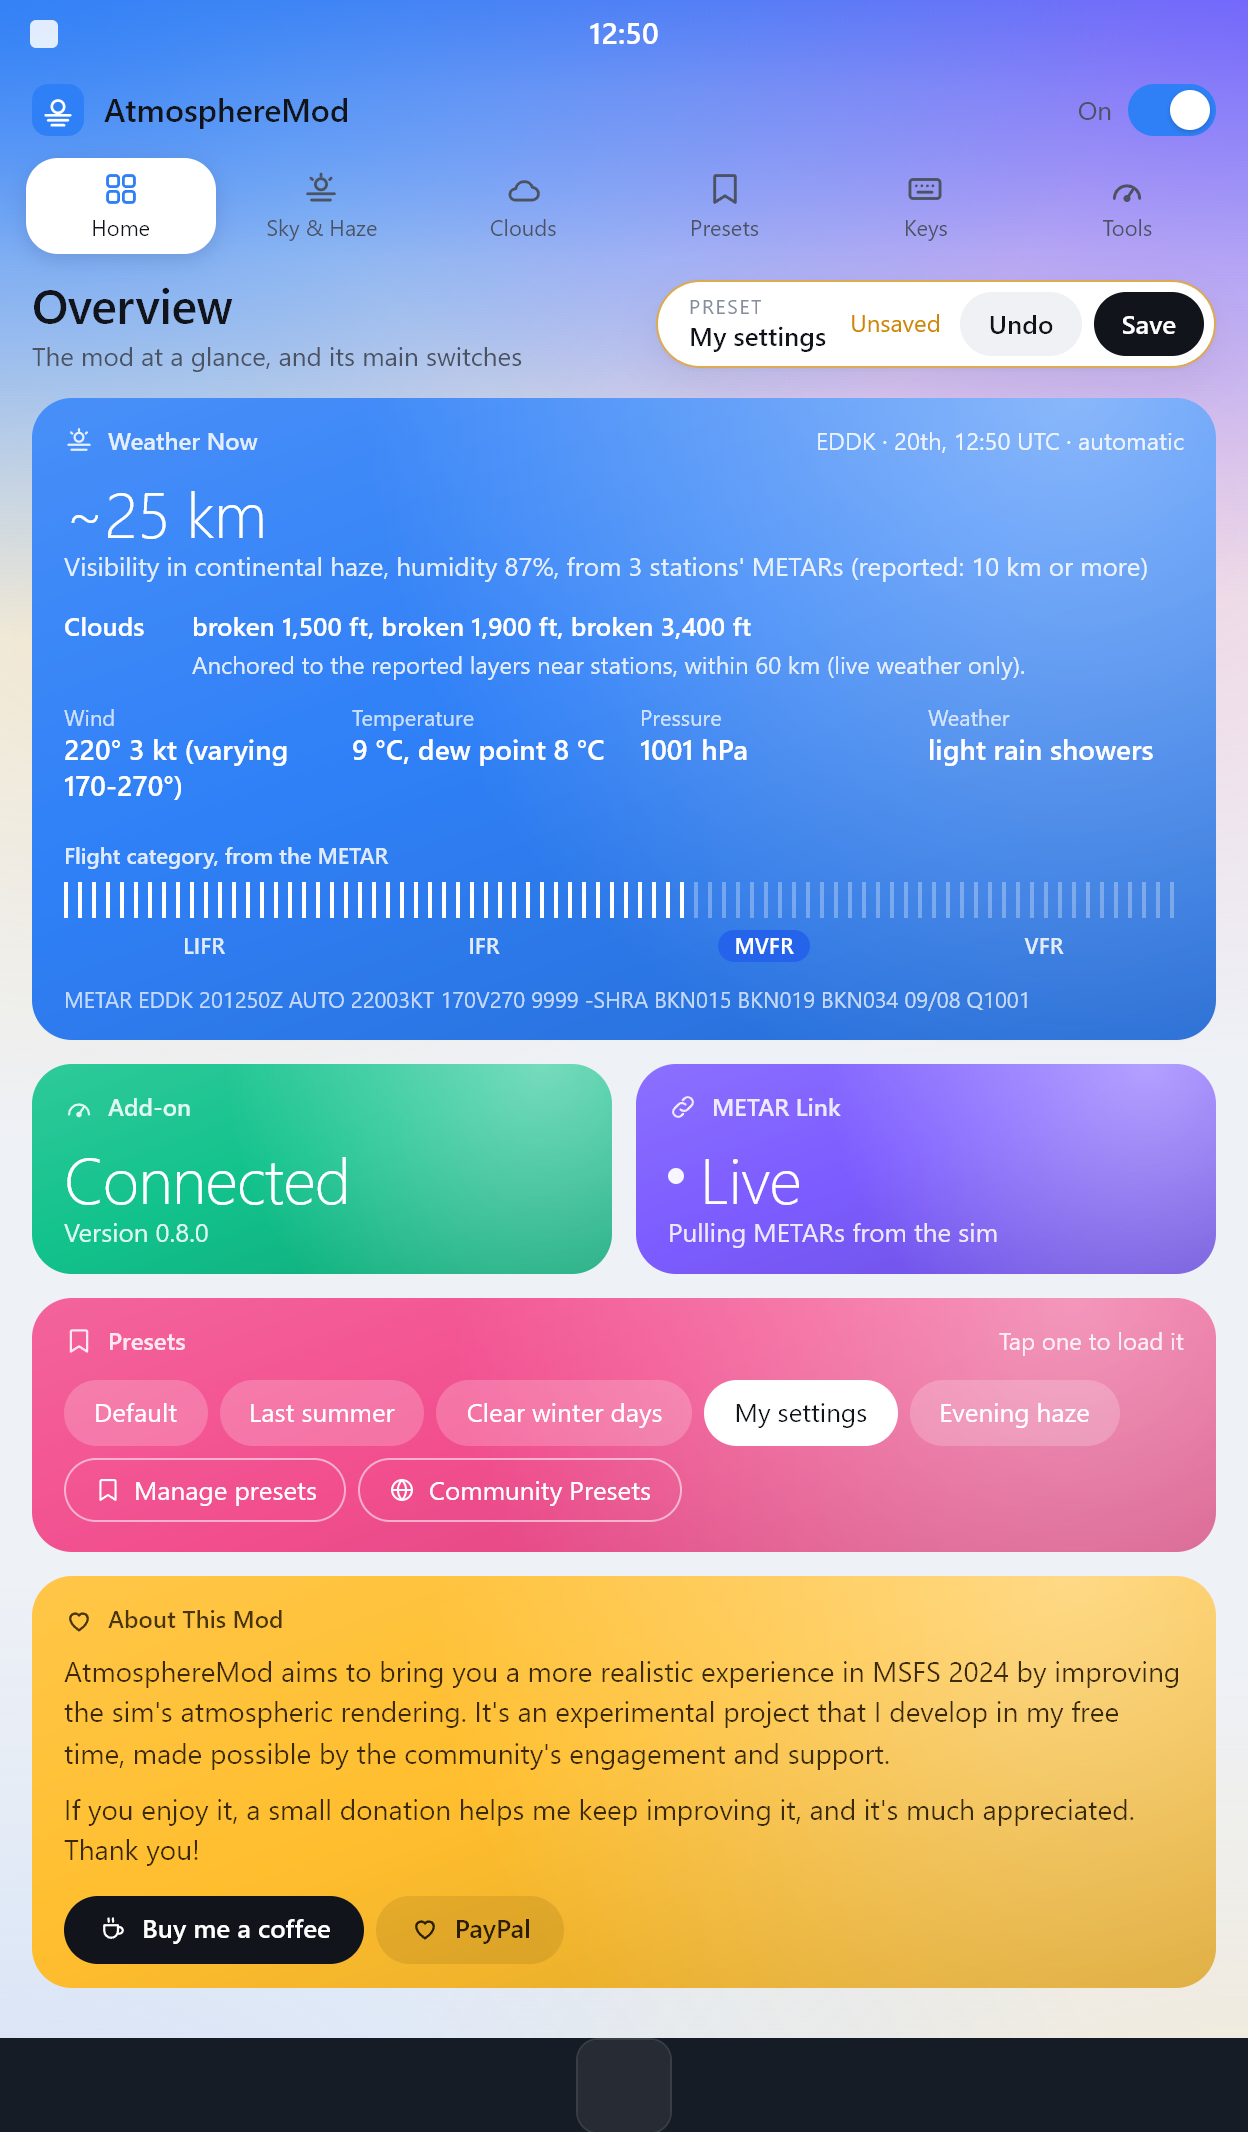 12:50
AtmosphereMod
On
Home
Sky & Haze
Clouds
Presets
Keys
Tools
Overview
The mod at a glance, and its main switches
PRESET
My settings
Unsaved
Undo
Save
Weather Now
EDDK · 20th, 12:50 UTC · automatic
~25 km
Visibility in continental haze, humidity 87%, from 3 stations' METARs (reported: 10 km or more)
Clouds
broken 1,500 ft, broken 1,900 ft, broken 3,400 ft
Anchored to the reported layers near stations, within 60 km (live weather only).
Wind
220° 3 kt (varying
170-270°)
Temperature
9 °C, dew point 8 °C
Pressure
1001 hPa
Weather
light rain showers
Flight category, from the METAR
LIFR
IFR
MVFR
VFR
METAR EDDK 201250Z AUTO 22003KT 170V270 9999 -SHRA BKN015 BKN019 BKN034 09/08 Q1001
Add-on
Connected
Version 0.8.0
METAR Link
Live
Pulling METARs from the sim
Presets
Tap one to load it
Default
Last summer
Clear winter days
My settings
Evening haze
Manage presets
Community Presets
About This Mod
AtmosphereMod aims to bring you a more realistic experience in MSFS 2024 by improving
the sim's atmospheric rendering. It's an experimental project that I develop in my free
time, made possible by the community's engagement and support.
If you enjoy it, a small donation helps me keep improving it, and it's much appreciated.
Thank you!
Buy me a coffee
PayPal